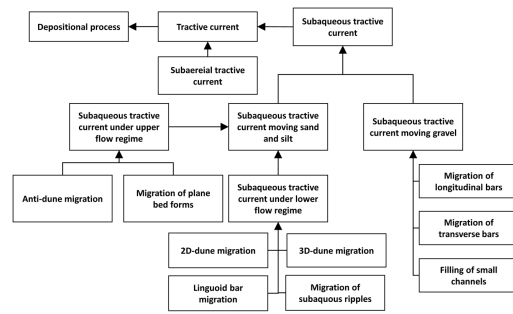 Depositional process
Tractive current
Subaqueous tractive
current
Subaereial tractive
current
Subaqueous tractive
current under upper
flow regime
Subaqueous tractive
current moving sand
and silt
Subaqueous tractive
current moving gravel
Anti-dune migration
Migration of plane
bed forms
Subaqueous tractive
current under lower
flow regime
Migration of
longitudinal bars
Migration of
transverse bars
Filling of small
channels
2D-dune migration
3D-dune migration
Linguoid bar
migration
Migration of
subaquous ripples